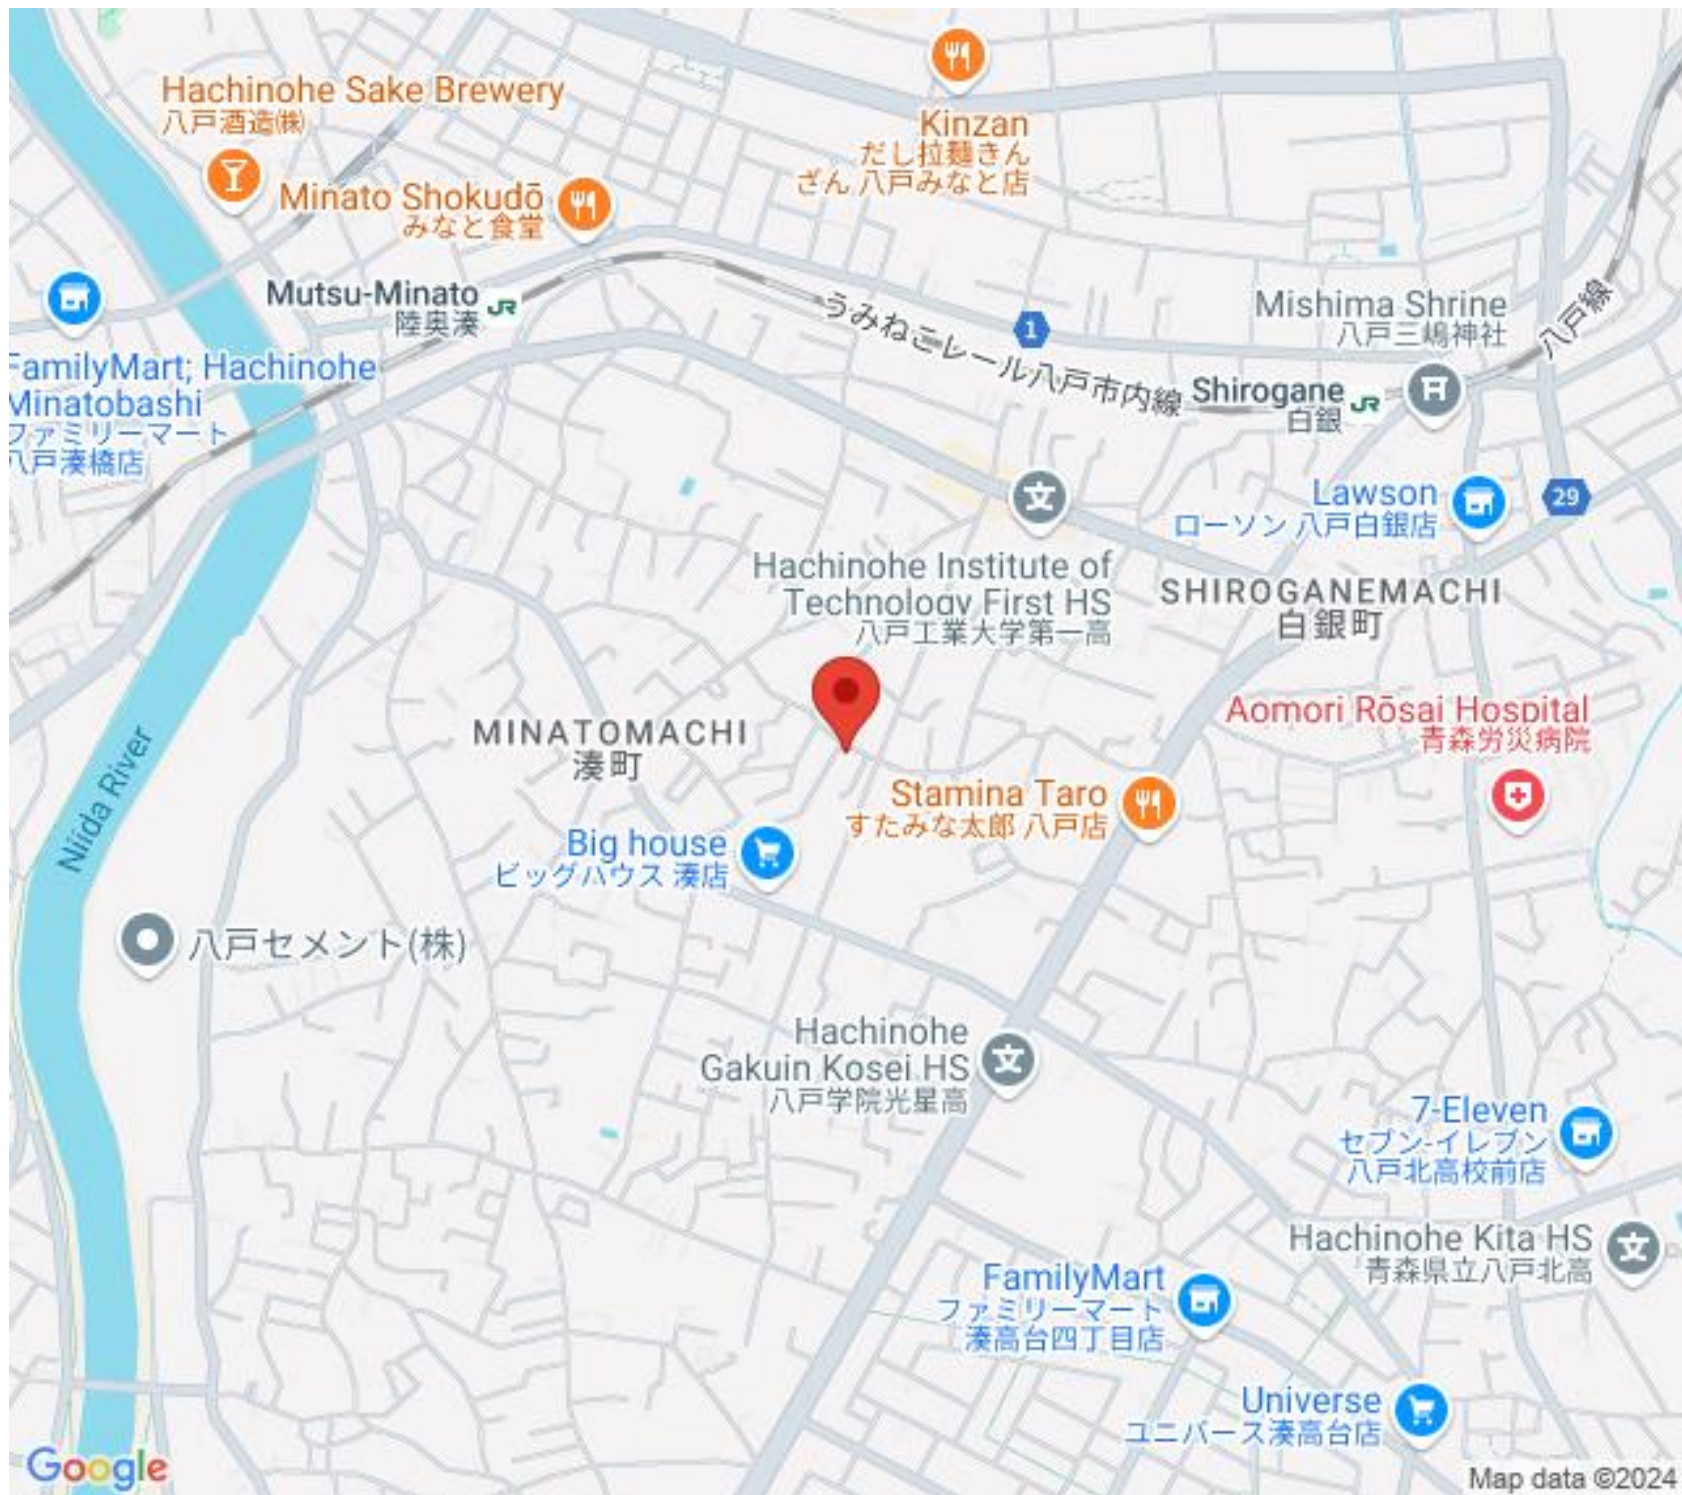 Hachinohe Sake Brewery
八戸酒造㈱
Kinzan
だし拉麺きん
ざん 八戸みなと店
Minato Shokudō
みなと食堂
Mutsu-Minato
陸奥湊
JR
1
うみねこレール八戸市内線
Mishima Shrine
八戸三嶋神社
八戸線
FamilyMart; Hachinohe
Minatobashi
ファミリーマート
八戸湊橋店
Shirogane
白銀
JR
文
Lawson
ローソン 八戸白銀店
29
Hachinohe Institute of
Technology First HS
八戸工業大学第一高
SHIROGANEMACHI
白銀町
MINATOMACHI
湊町
Aomori Rōsai Hospital
青森労災病院
Niida River
Stamina Taro
すたみな太郎 八戸店
Big house
ビッグハウス 湊店
八戸セメント(株)
Hachinohe
Gakuin Kosei HS
八戸学院光星高
文
7-Eleven
セブン-イレブン
八戸北高校前店
Hachinohe Kita HS
青森県立八戸北高
文
FamilyMart
ファミリーマート
湊高台四丁目店
Universe
ユニバース湊高台店
Google
Map data ©2024